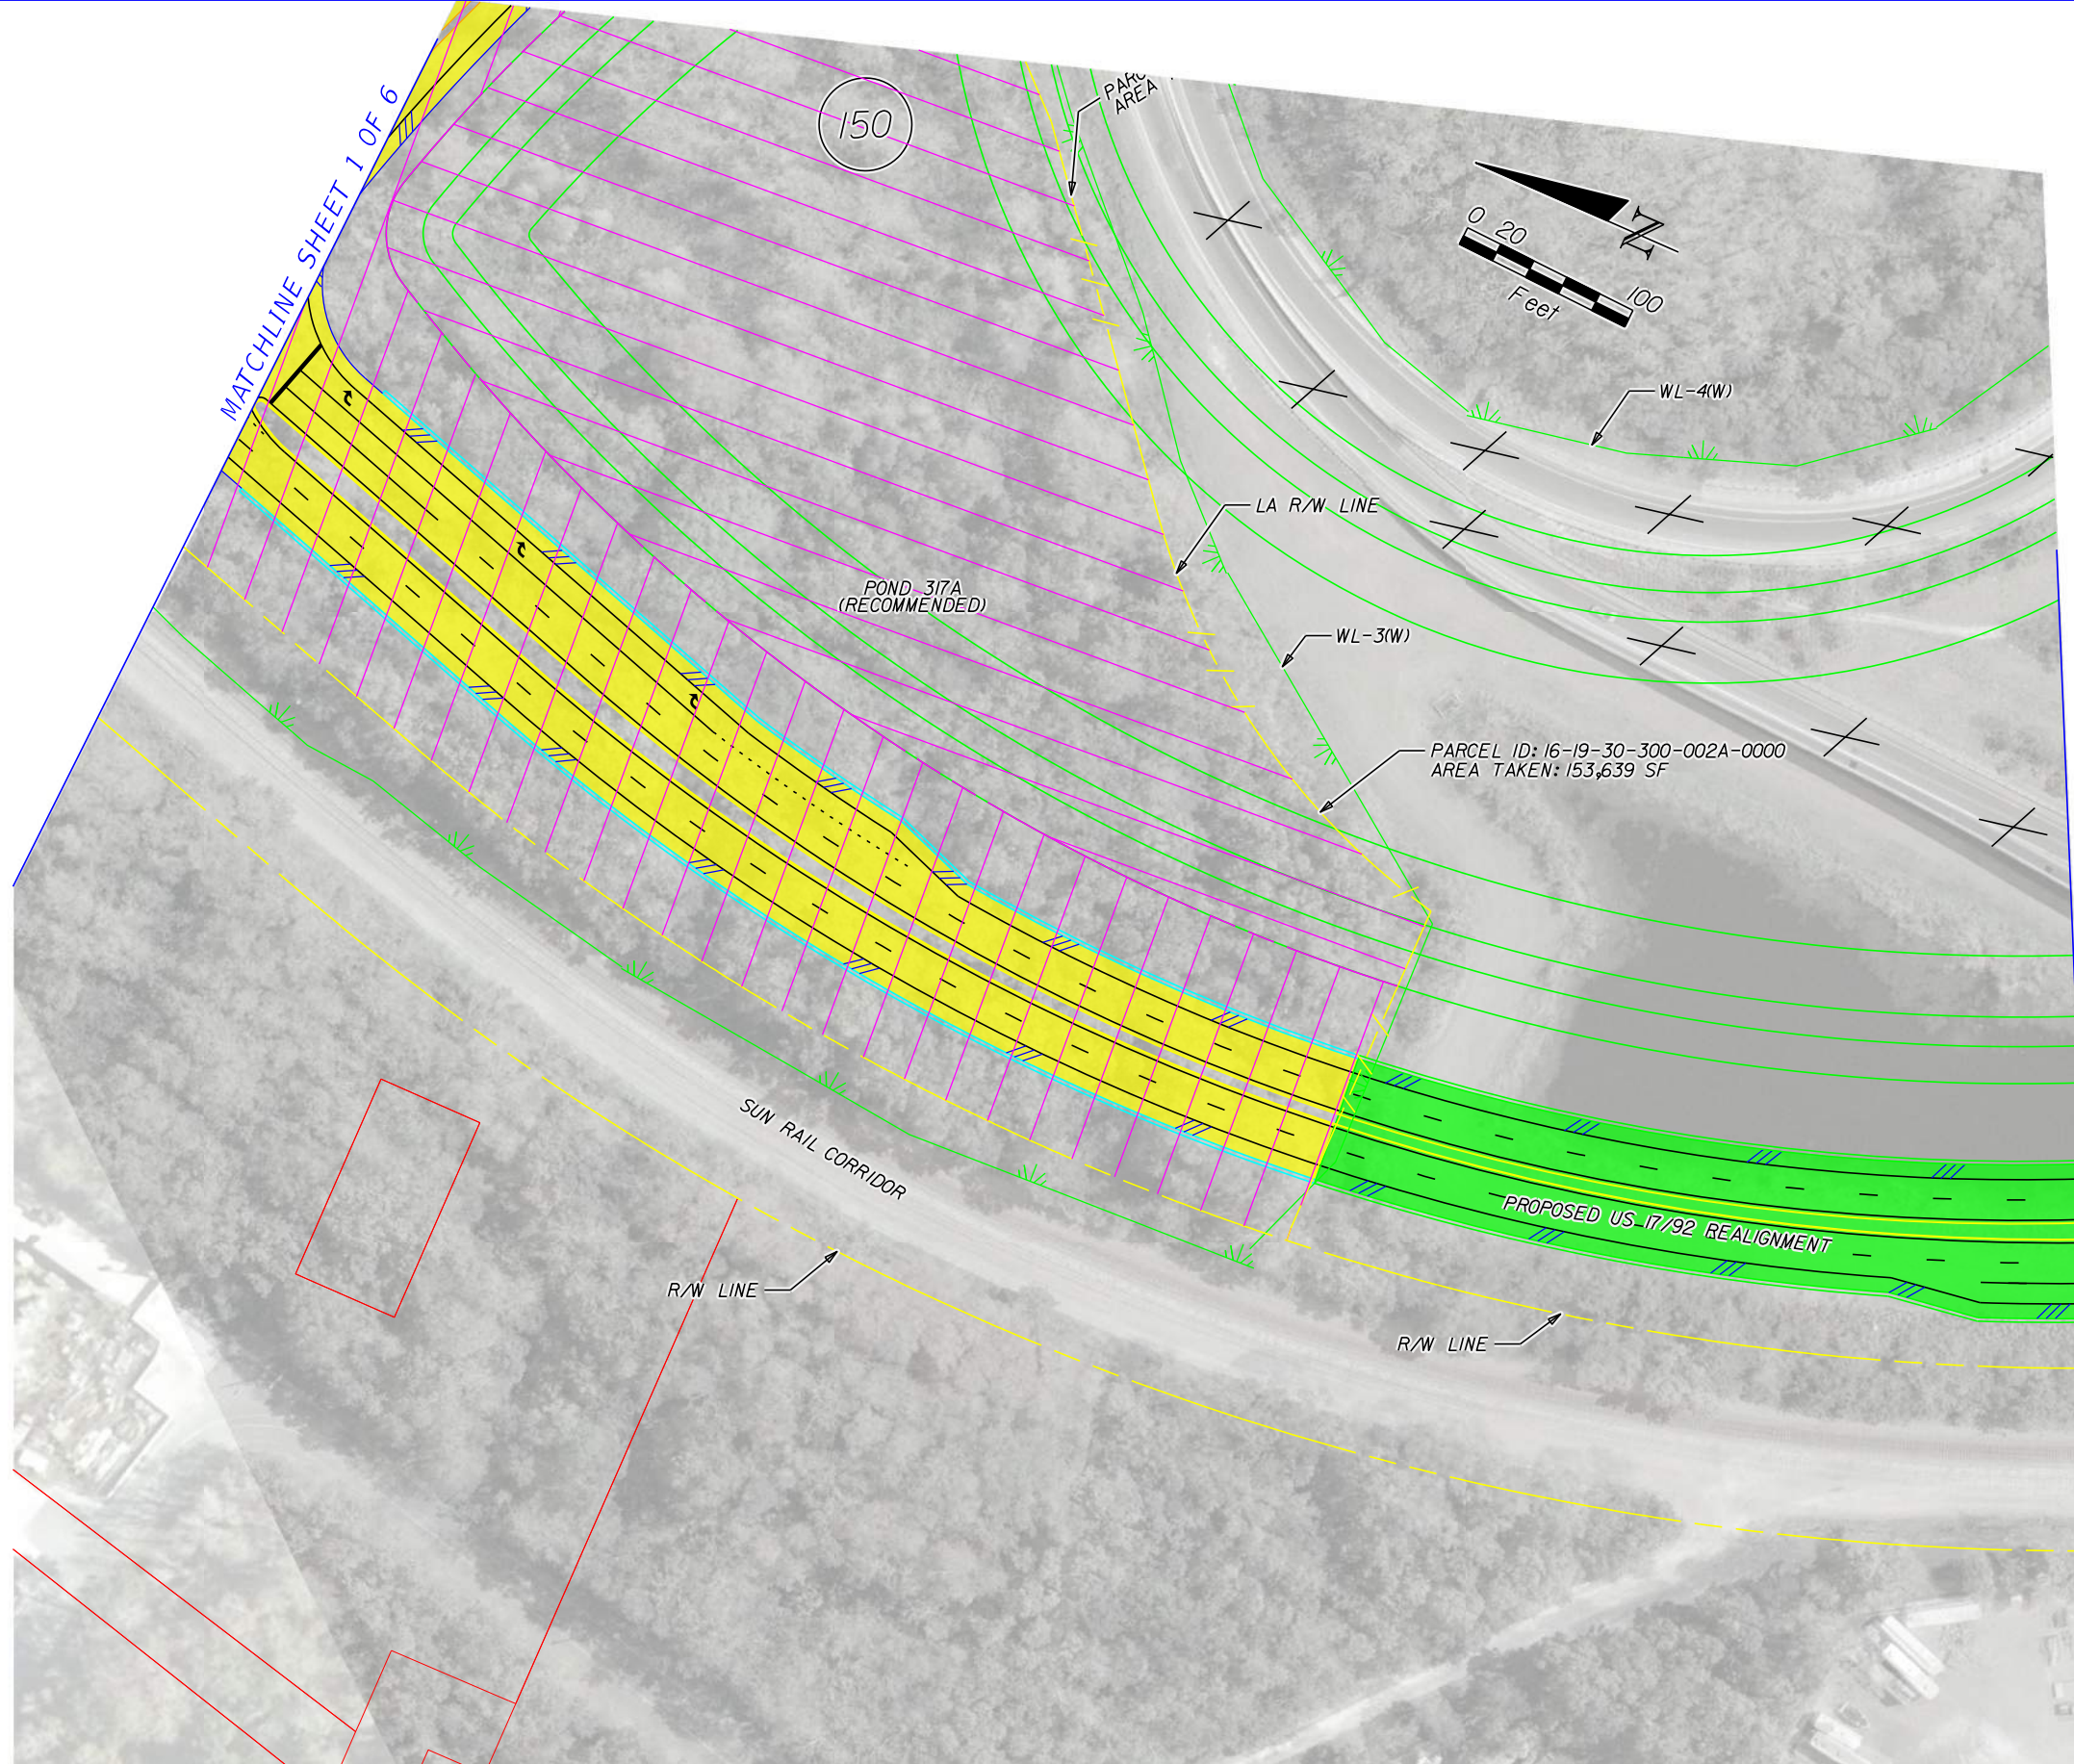 MATCHLINE SHEET 1 OF 6
150
AREA
N
0 20 100
Feet
WL-4(W)
LA R/W LINE
POND 317A
(RECOMMENDED)
WL-3(W)
PARCEL ID: 16-19-30-300-002A-0000
AREA TAKEN: 153,639 SF
SUN RAIL CORRIDOR
PROPOSED US 17/92 REALIGNMENT
R/W LINE
R/W LINE